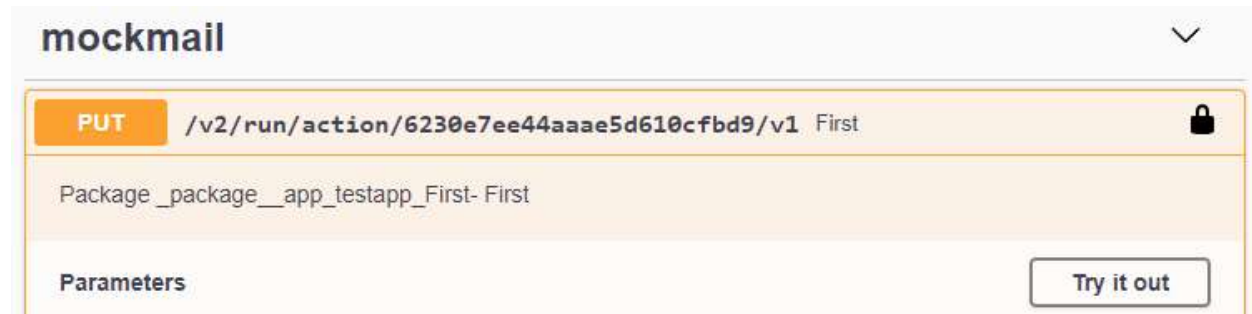 mockmail
PUT /v2/run/action/6230e7ee44aaae5d610cfbd9/v1 First
Package _package__app_testapp_First- First
Parameters Try it out